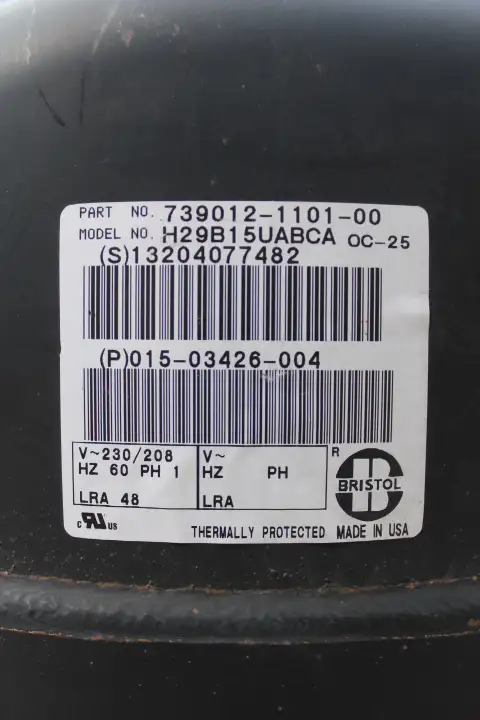 PART NO. 739012-1101-00
MODEL NO. H29B15UABCA OC-25
(S)13204077482
(P)015-03426-004
V~230/208
HZ 60 PH 1
LRA 48
V~
HZ PH
LRA
R
BRISTOL
c RU us
THERMALLY PROTECTED MADE IN USA